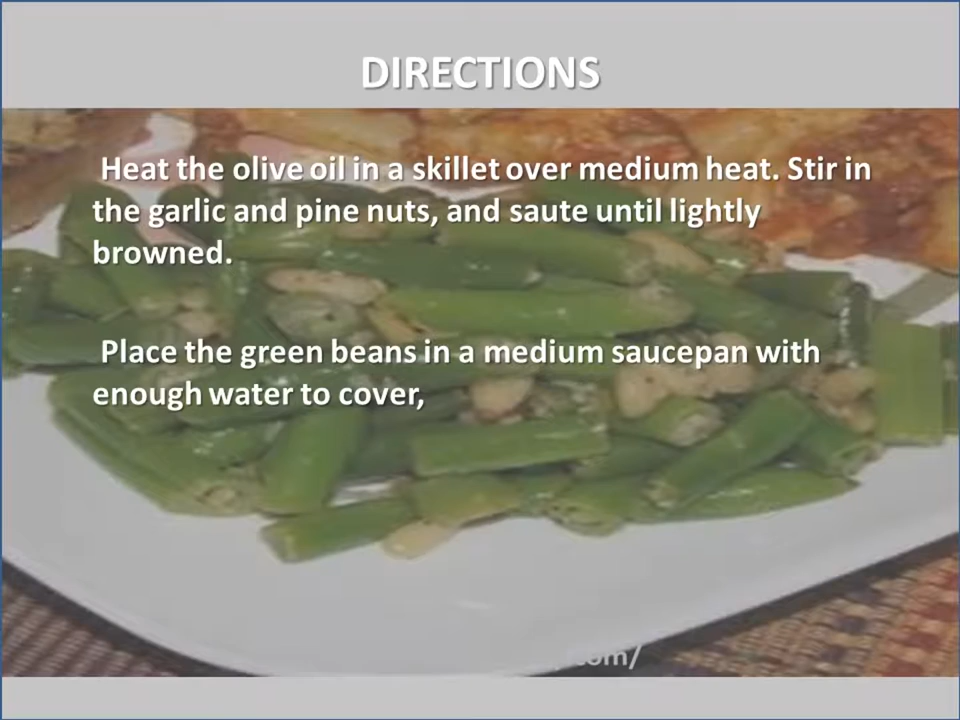 DIRECTIONS
Heat the olive oil in a skillet over medium heat. Stir in
the garlic and pine nuts, and saute until lightly
browned.
Place the green beans in a medium saucepan with
enough water to cover,
.com/